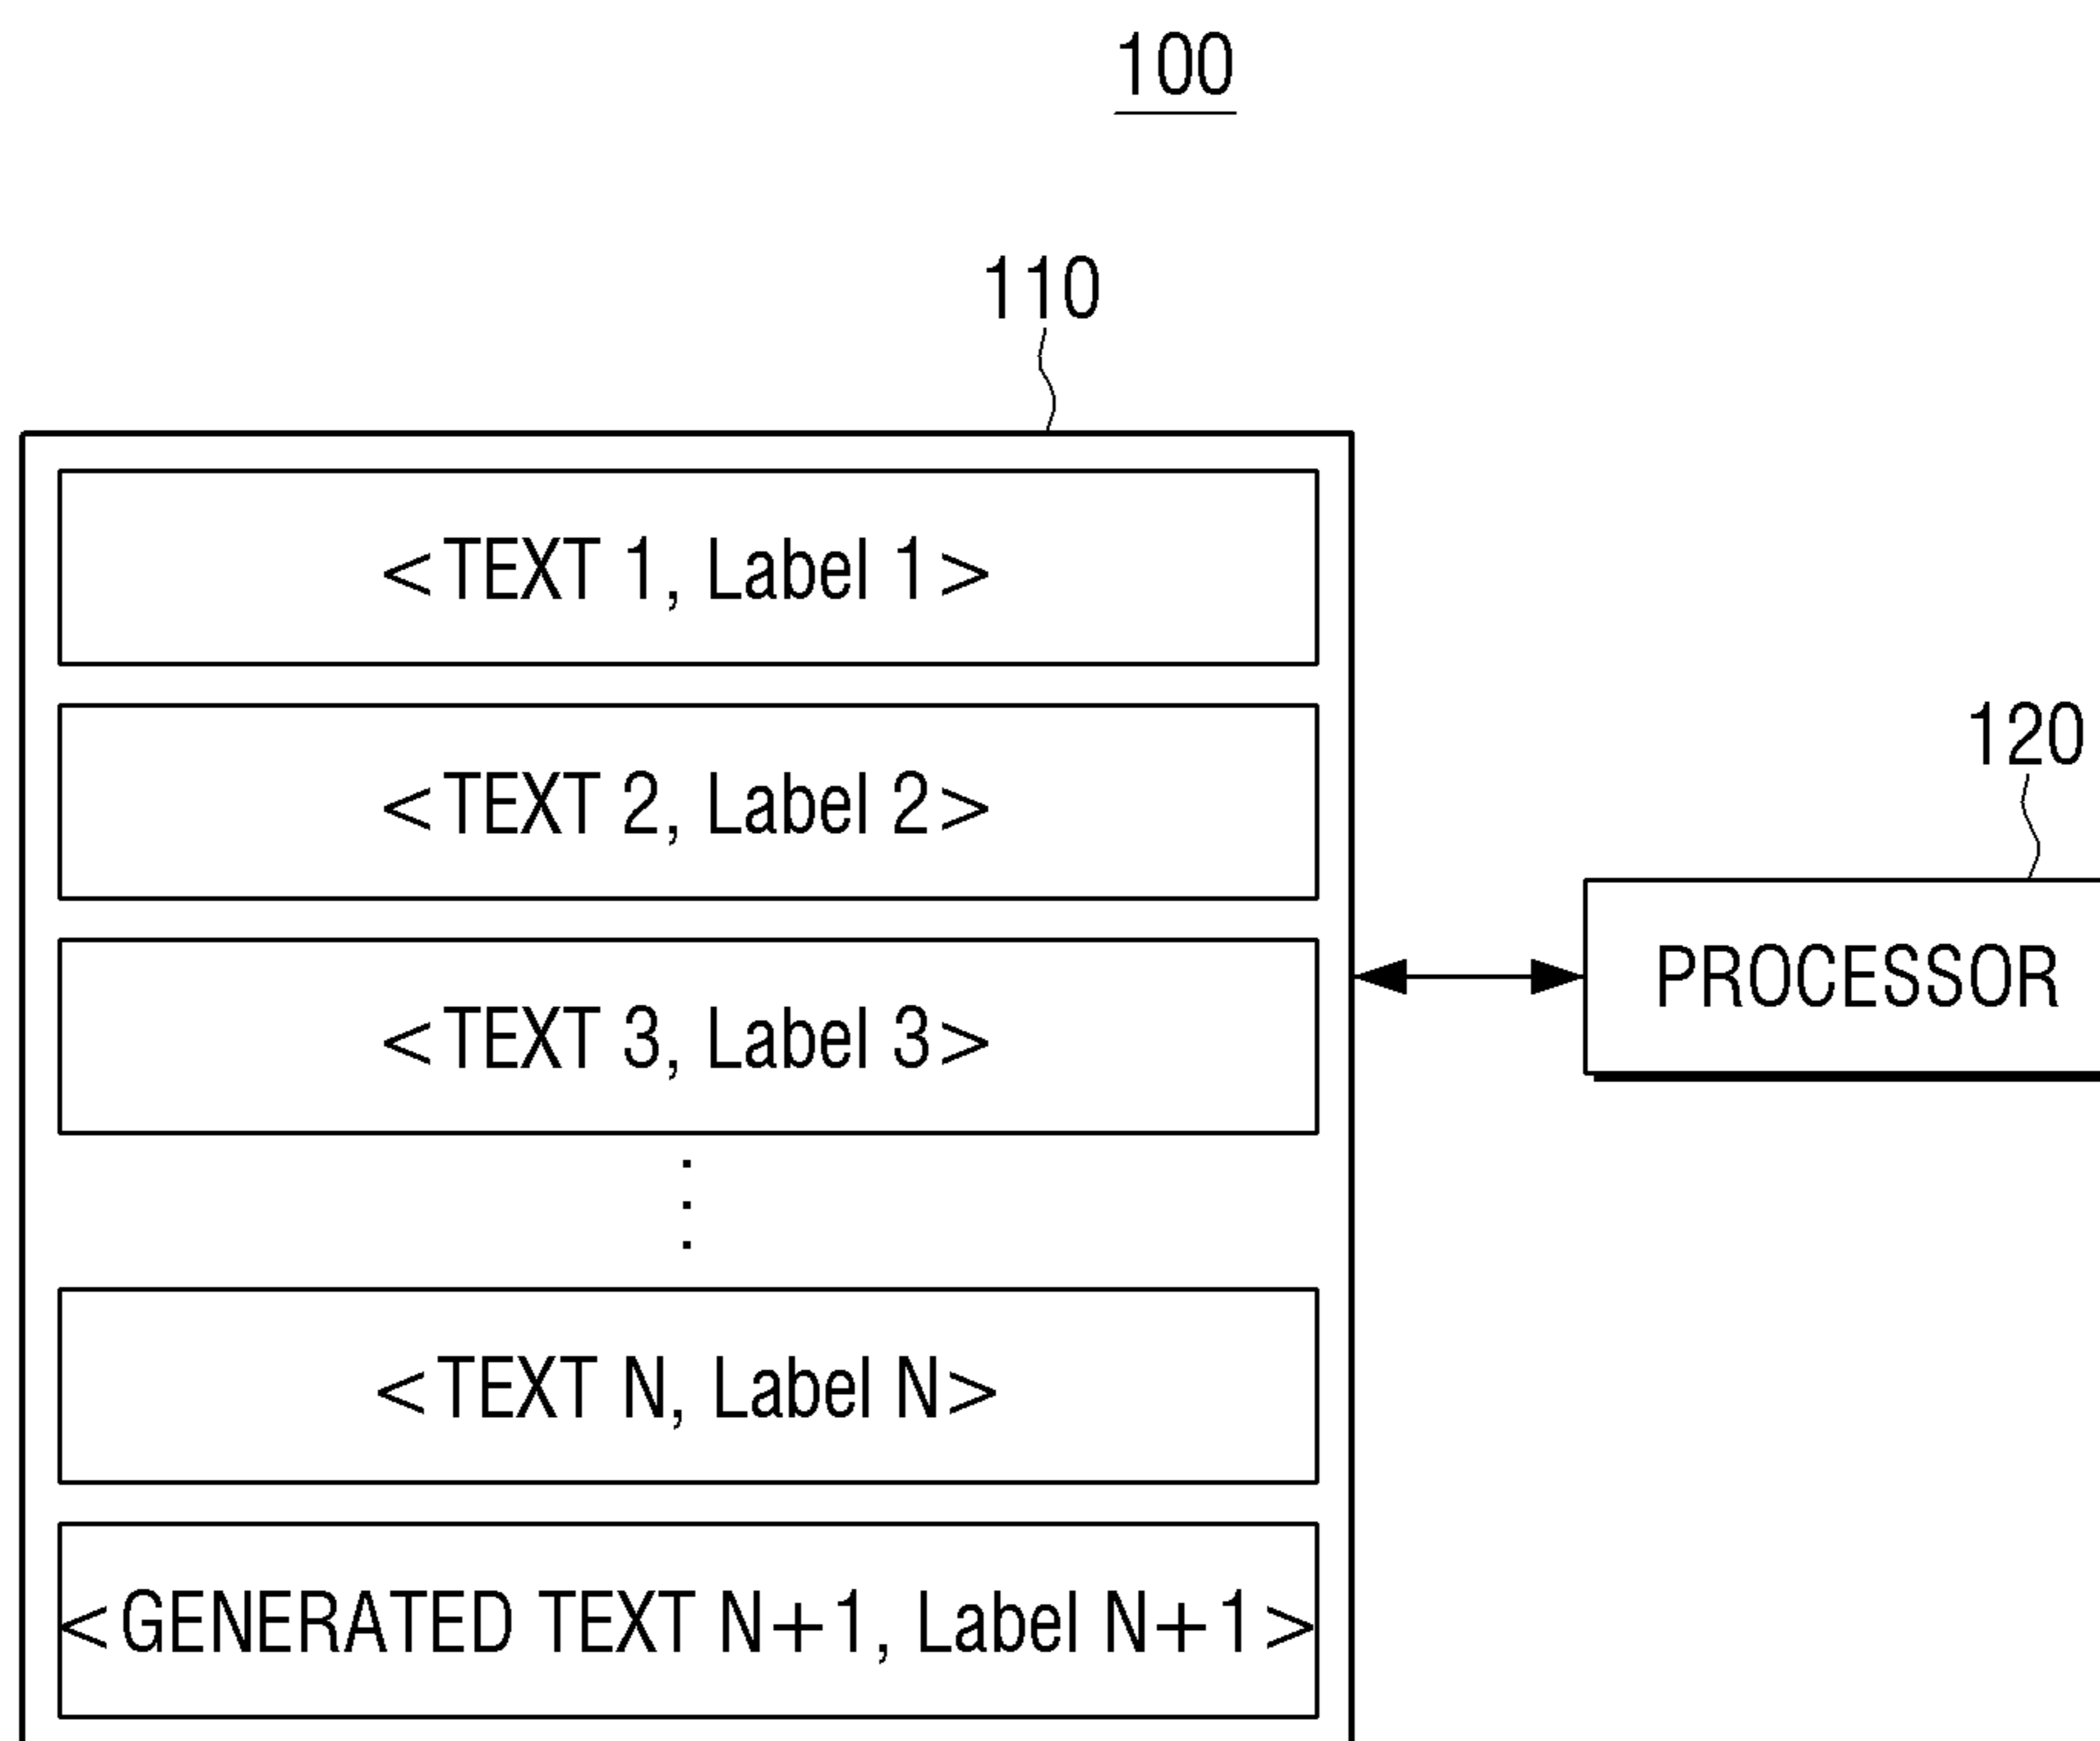 100
110
<TEXT 1, Label 1>
<TEXT 2, Label 2>
120
PROCESSOR
<TEXT 3, Label 3>
<TEXT N, Label N>
<GENERATED TEXT N+1, Label N+1>